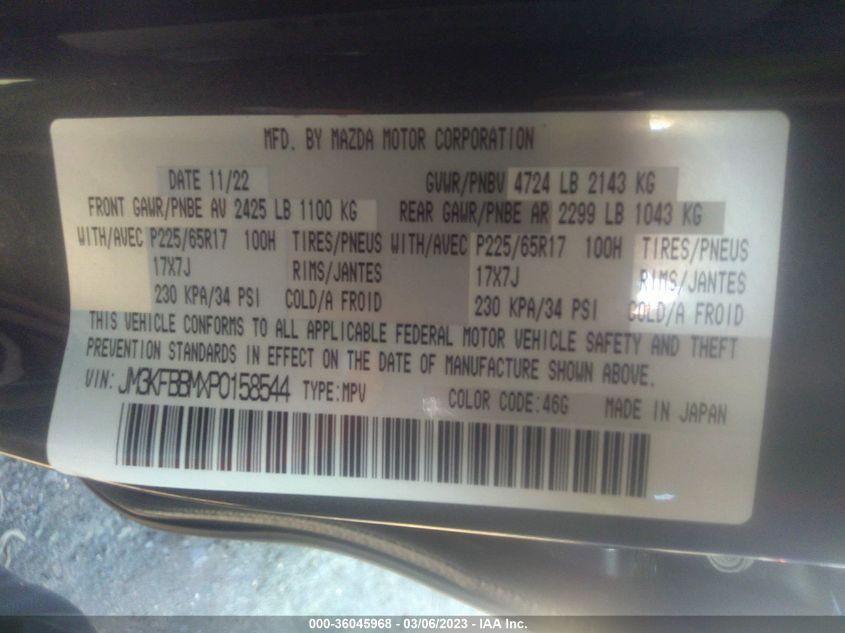 MFD. BY MAZDA MOTOR CORPORATION
DATE 11/22 GVWR/PNBV 4724 LB 2143 KG
FRONT GAWR/PNBE AV 2425 LB 1100 KG REAR GAWR/PNBE AR 2299 LB 1043 KG
WITH/AVEC P225/65R17 100H TIRES/PNEUS WITH/AVEC P225/65R17 100H TIRES/PNEUS
17X7J RIMS/JANTES 17X7J RIMS/JANTES
230 KPA/34 PSI COLD/A FROID 230 KPA/34 PSI COLD/A FROID
THIS VEHICLE CONFORMS TO ALL APPLICABLE FEDERAL MOTOR VEHICLE SAFETY AND THEFT
PREVENTION STANDARDS IN EFFECT ON THE DATE OF MANUFACTURE SHOWN ABOVE.
VIN: JM3KFBBMXP0158544 TYPE:MPV COLOR CODE:46G MADE IN JAPAN
000-36045968 - 03/06/2023 - IAA Inc.